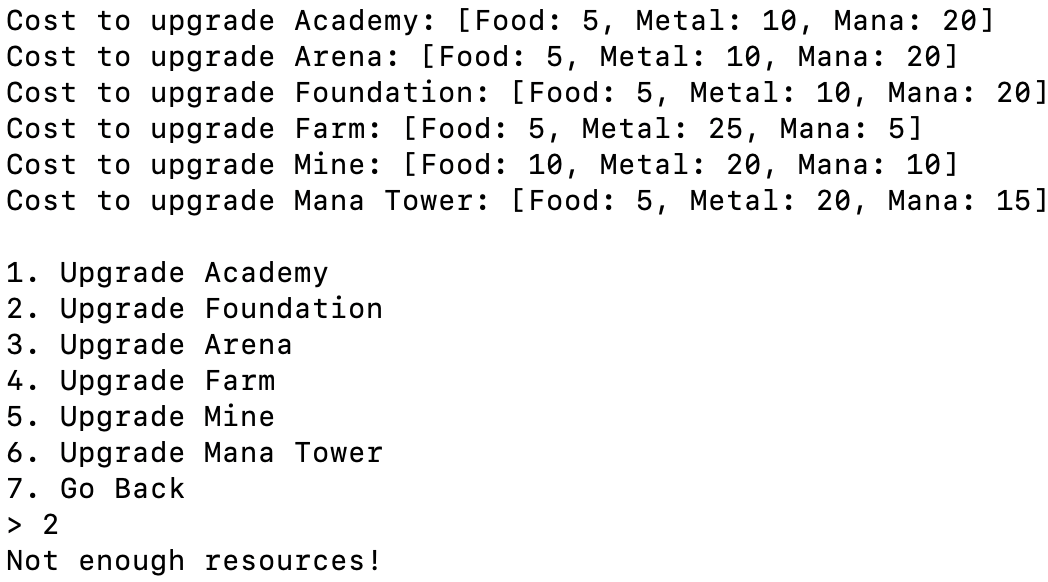 Cost to upgrade Academy: [Food: 5, Metal: 10, Mana: 20]
Cost to upgrade Arena: [Food: 5, Metal: 10, Mana: 20]
Cost to upgrade Foundation: [Food: 5, Metal: 10, Mana: 20]
Cost to upgrade Farm: [Food: 5, Metal: 25, Mana: 5]
Cost to upgrade Mine: [Food: 10, Metal: 20, Mana: 10]
Cost to upgrade Mana Tower: [Food: 5, Metal: 20, Mana: 15]
1. Upgrade Academy
2. Upgrade Foundation
3. Upgrade Arena
4. Upgrade Farm
5. Upgrade Mine
6. Upgrade Mana Tower
7. Go Back
> 2
Not enough resources!